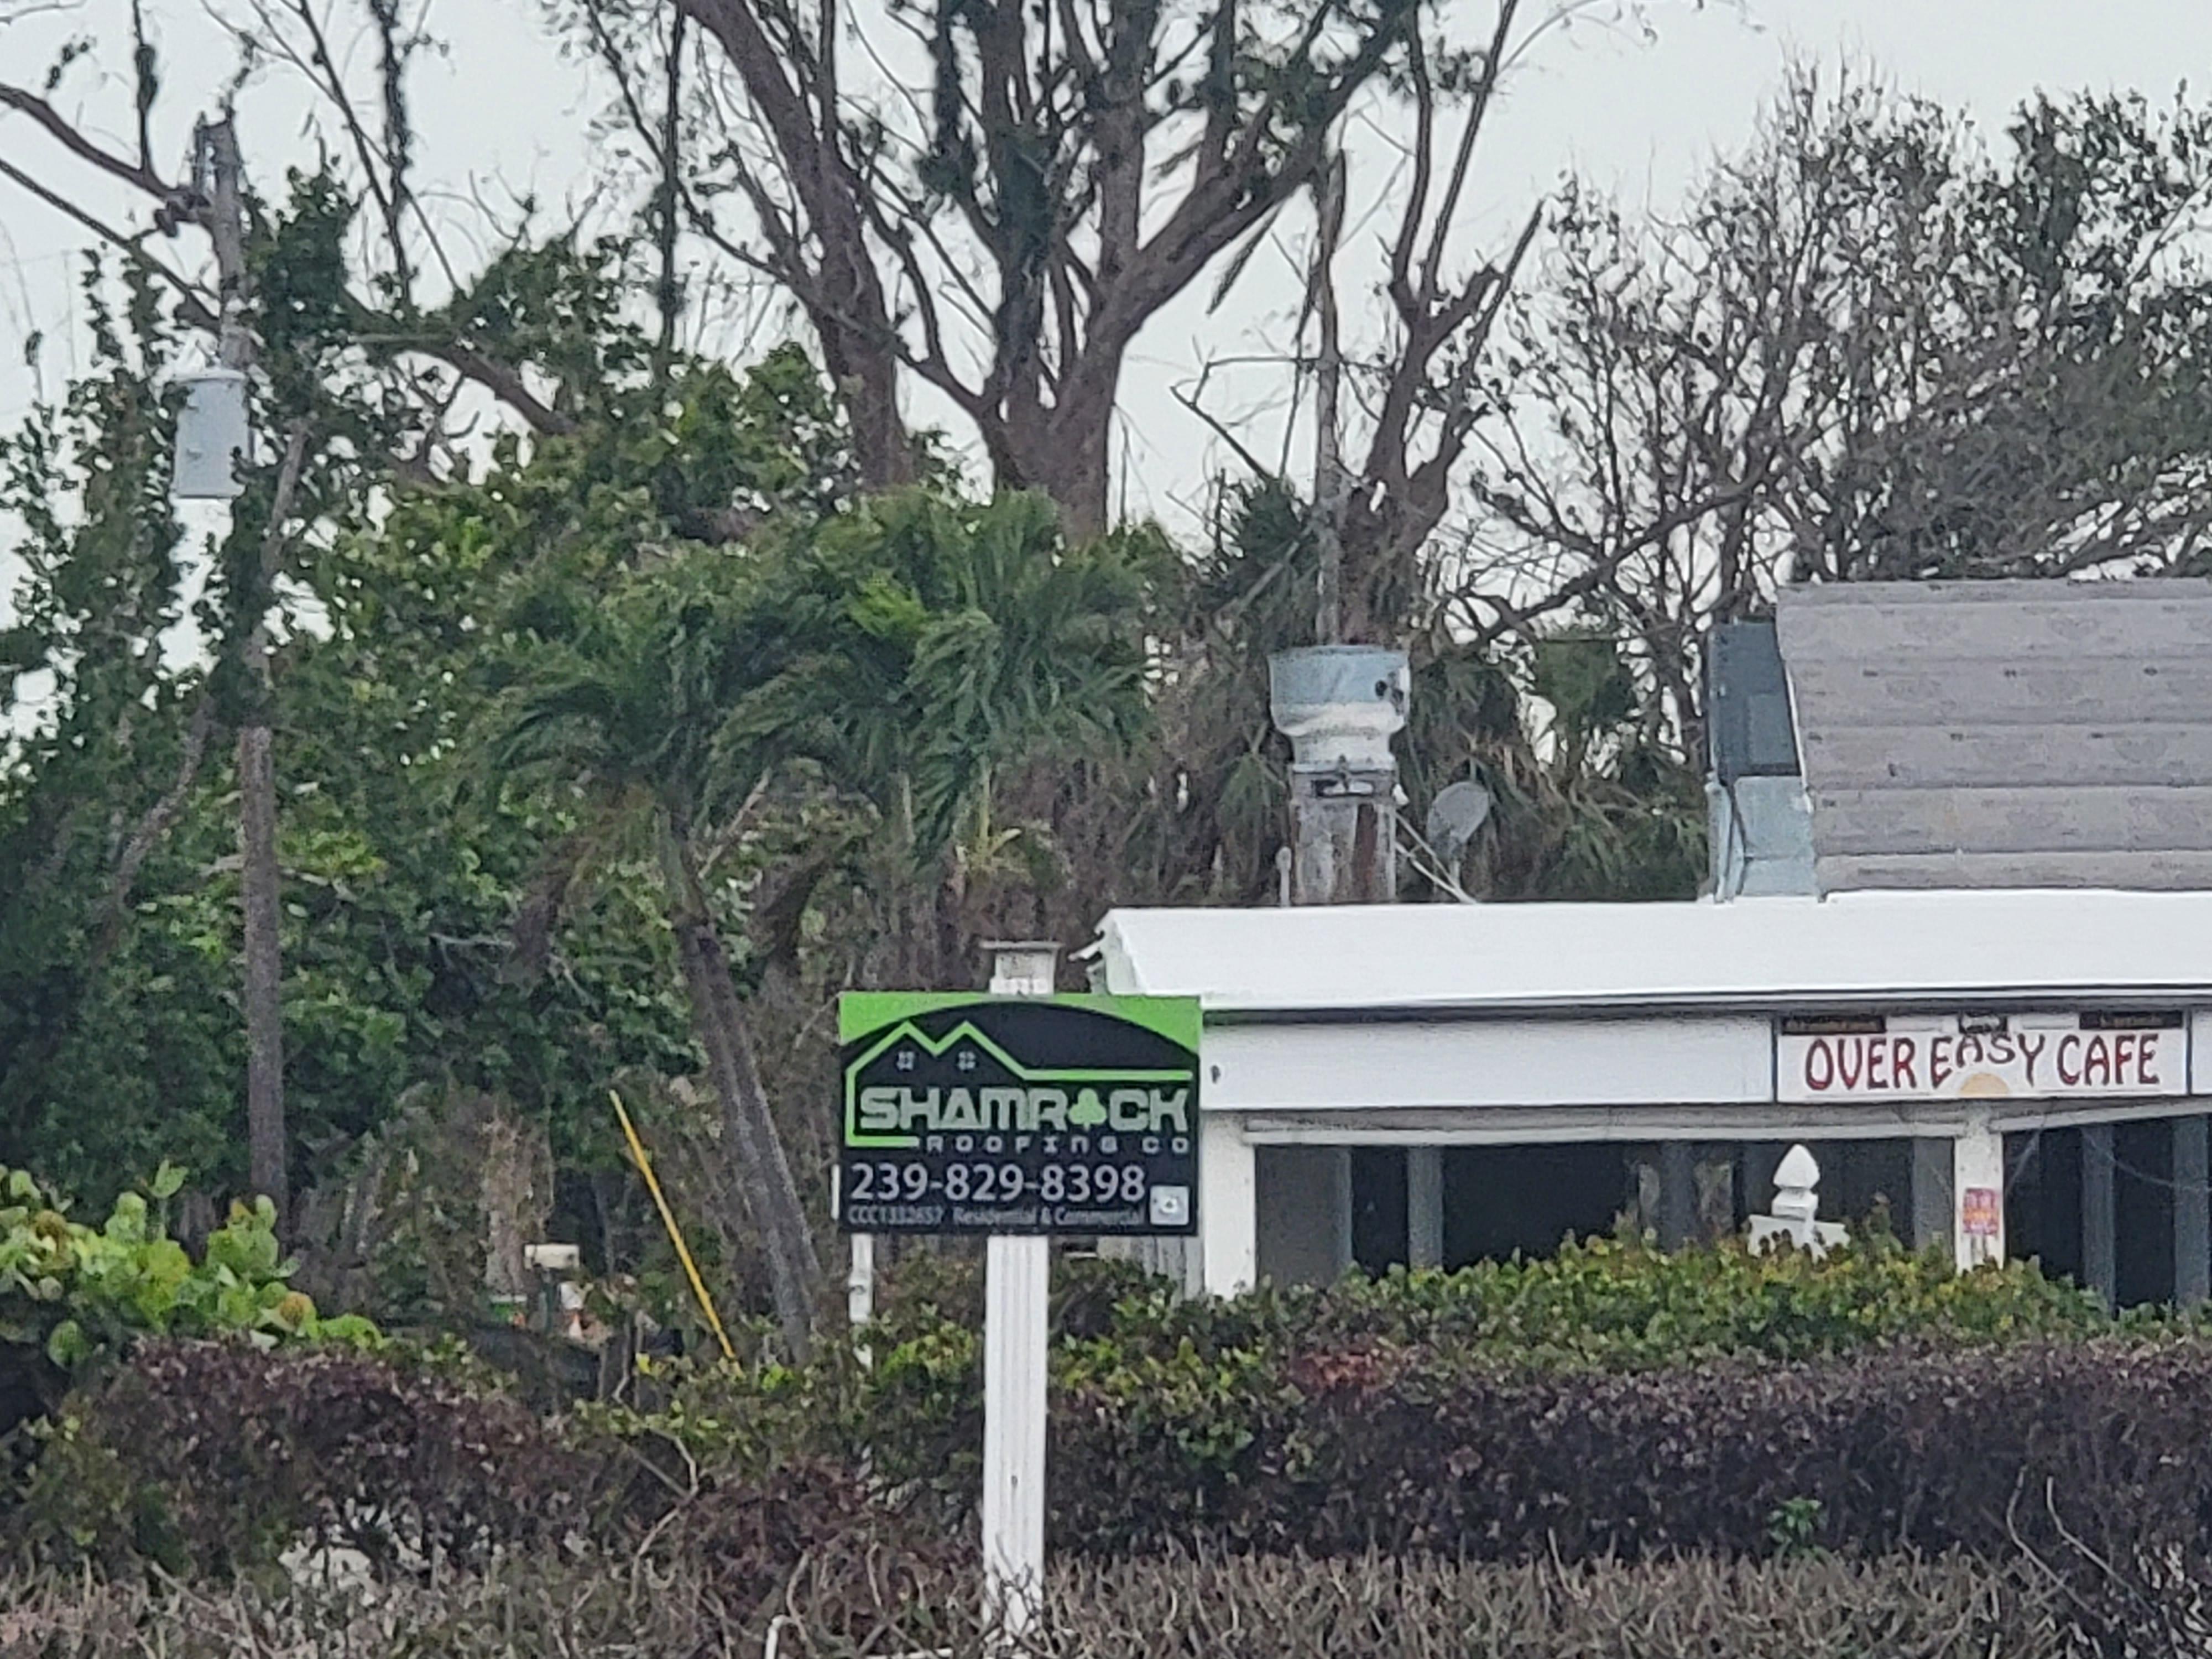 SHAMROCK
ROOFING CO
239-829-8398
Residential & Commercial
OVER EASY CAFE